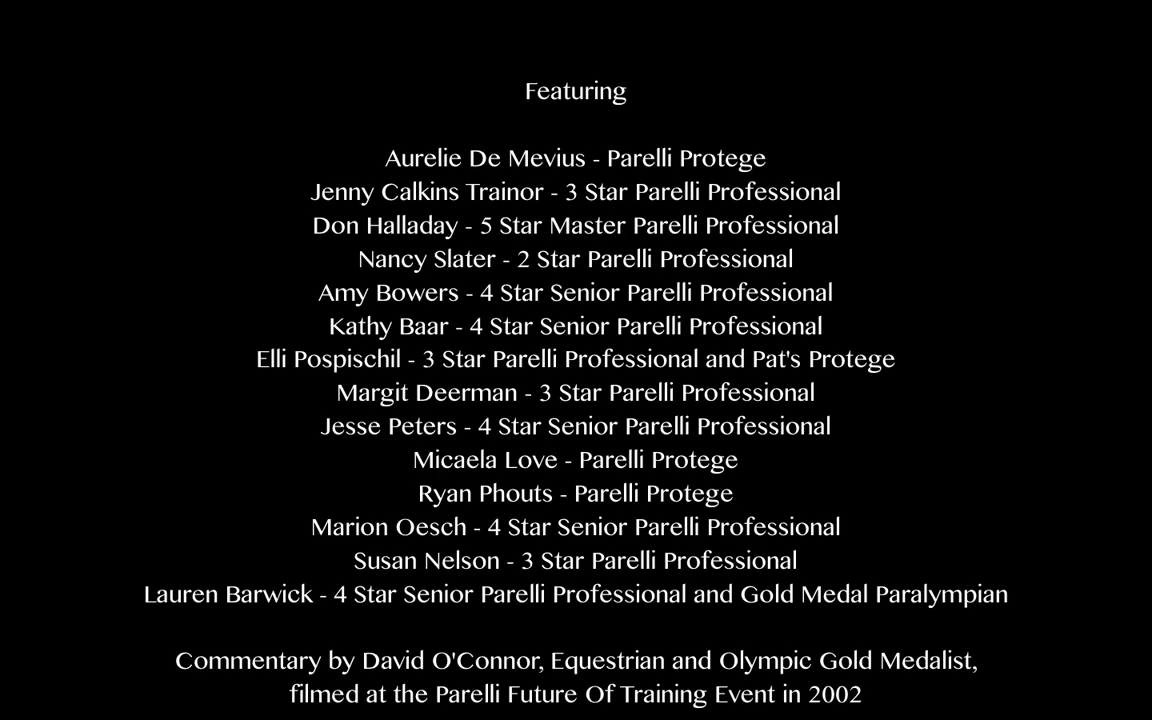 Featuring
Aurelie De Mevius - Parelli Protege
Jenny Calkins Trainor - 3 Star Parelli Professional
Don Halladay - 5 Star Master Parelli Professional
Nancy Slater - 2 Star Parelli Professional
Amy Bowers - 4 Star Senior Parelli Professional
Kathy Baar - 4 Star Senior Parelli Professional
Elli Pospischil - 3 Star Parelli Professional and Pat's Protege
Margit Deerman - 3 Star Parelli Professional
Jesse Peters - 4 Star Senior Parelli Professional
Micaela Love - Parelli Protege
Ryan Phouts - Parelli Protege
Marion Oesch - 4 Star Senior Parelli Professional
Susan Nelson - 3 Star Parelli Professional
Lauren Barwick - 4 Star Senior Parelli Professional and Gold Medal Paralympian
Commentary by David O'Connor, Equestrian and Olympic Gold Medalist,
filmed at the Parelli Future Of Training Event in 2002